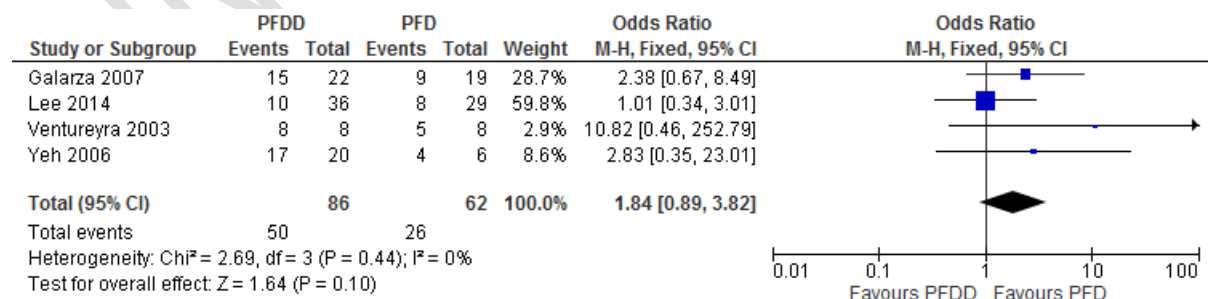 PFDD PFD Odds Ratio Odds Ratio
Study or Subgroup Events Total Events Total Weight M-H, Fixed, 95% CI M-H, Fixed, 95% CI
Galarza 2007 15 22 9 19 28.7% 2.38 [0.67, 8.49]
Lee 2014 10 36 8 29 59.8% 1.01 [0.34, 3.01]
Ventureyra 2003 8 8 5 8 2.9% 10.82 [0.46, 252.79]
Yeh 2006 17 20 4 6 8.6% 2.83 [0.35, 23.01]
Total (95% CI) 86 62 100.0% 1.84 [0.89, 3.82]
Total events 50 26
Heterogeneity: Chi² = 2.69, df = 3 (P = 0.44); I² = 0%
Test for overall effect: Z = 1.64 (P = 0.10)
0.01 0.1 1 10 100
Favours PFDD Favours PFD